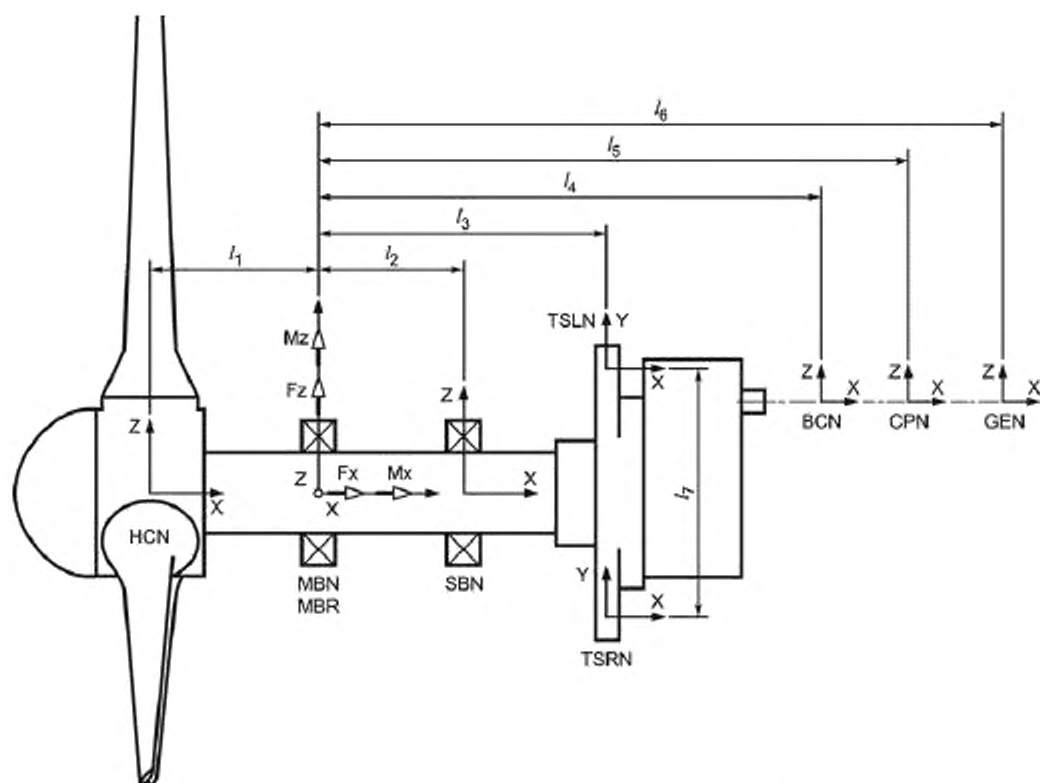 l6
l5
l4
l3
l1
l2
TSLN Y
Mz
X
Fz
Z
Z X
Z X
Z X
BCN CPN GEN
Z
Z Fx Mx
X
X
X
l7
HCN
Y
MBN
MBR
SBN
X
TSRN